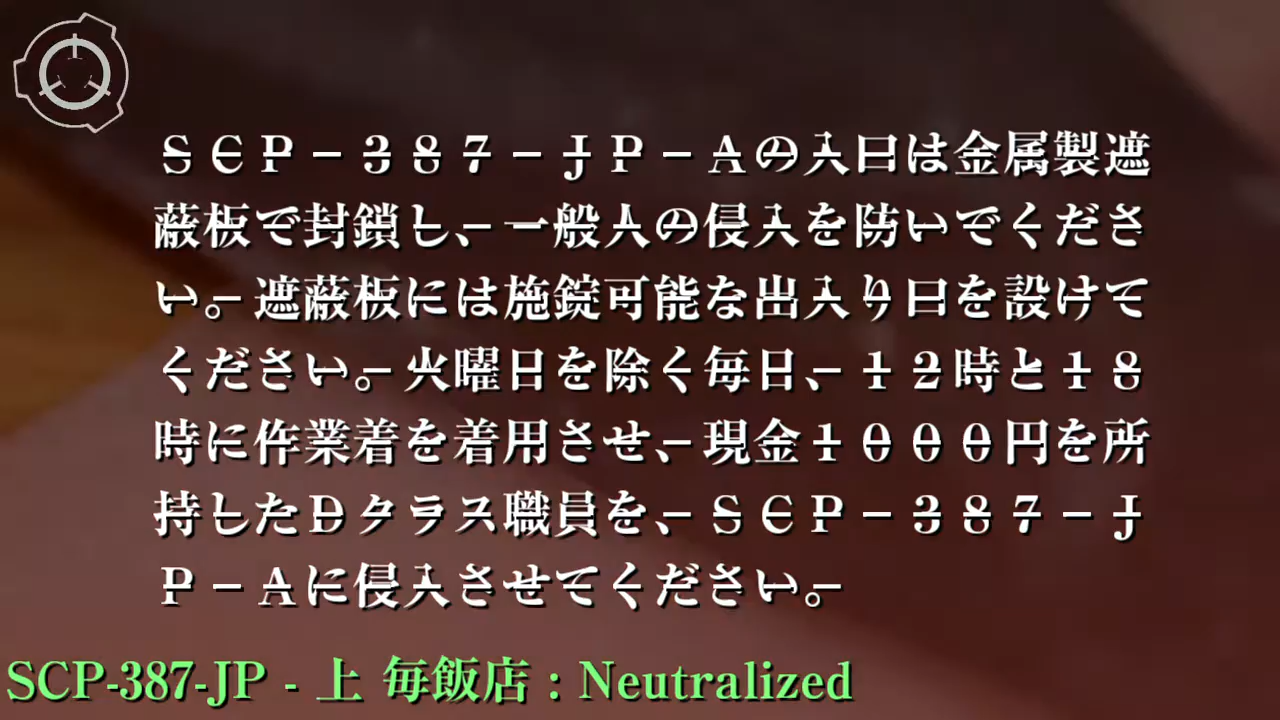 SCP-387-JP-Aの入口は金属製遮
蔽板で封鎖し、一般人の侵入を防いでくださ
い。遮蔽板には施錠可能な出入り口を設けて
ください。火曜日を除く毎日、12時と18
時に作業着を着用させ、現金1000円を所
持したDクラス職員を、SCP-387-J
P-Aに侵入させてください。
SCP-387-JP - 上 毎飯店 : Neutralized